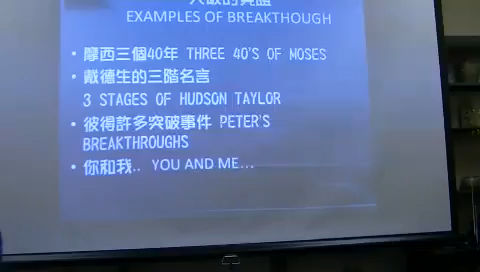 EXAMPLES OF BREAKTHOUGH
• 摩西三個40年 THREE 40'S OF MOSES
• 戴德生的三階名言
3 STAGES OF HUDSON TAYLOR
• 彼得許多突破事件 PETER'S
BREAKTHROUGHS
• 你和我.. YOU AND ME...